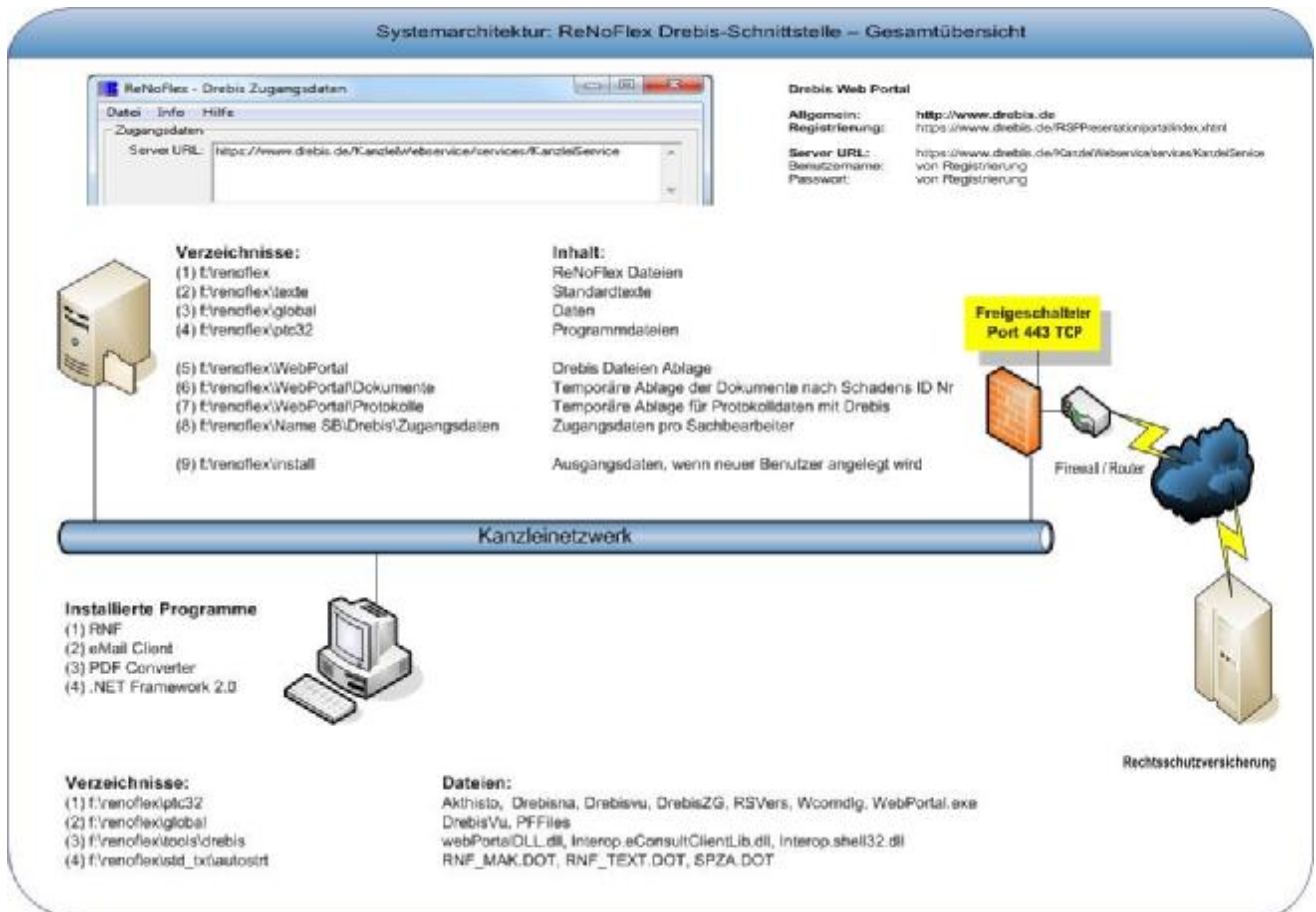 Systemarchitektur: ReNoFlex Drebis-Schnittstelle – Gesamtübersicht
ReNoFlex - Drebis Zugangsdaten
Datei Info Hilfe
Zugangsdaten
Server URL: https://www.drebis.de/KanzleiWebservice/services/KanzleiService
Drebis Web Portal
Allgemein: http://www.drebis.de
Registrierung: https://www.drebis.de/RSPPresentationportal/index.xhtml
Server URL: https://www.drebis.de/KanzleiWebservice/services/KanzleiService
Benutzername: von Registrierung
Passwort: von Registrierung
Verzeichnisse: Inhalt:
(1) f:\renoflex ReNoFlex Dateien
(2) f:\renoflex\texte Standardtexte
(3) f:\renoflex\global Daten
(4) f:\renoflex\ptc32 Programmdateien
(5) f:\renoflex\WebPortal Drebis Dateien Ablage
(6) f:\renoflex\WebPortal\Dokumente Temporäre Ablage der Dokumente nach Schadens ID Nr
(7) f:\renoflex\WebPortal\Protokolle Temporäre Ablage für Protokolldaten mit Drebis
(8) f:\renoflex\Name SB\Drebis\Zugangsdaten Zugangsdaten pro Sachbearbeiter
(9) f:\renoflex\install Ausgangsdaten, wenn neuer Benutzer angelegt wird
Freigeschalteter
Port 443 TCP
Firewall / Router
Kanzleinetzwerk
Installierte Programme
(1) RNF
(2) eMail Client
(3) PDF Converter
(4) .NET Framework 2.0
Rechtsschutzversicherung
Verzeichnisse: Dateien:
(1) f:\renoflex\ptc32 Akthisto, Drebisna, Drebisvu, DrebisZG, RSVers, Wcomdlg, WebPortal.exe
(2) f:\renoflex\global DrebisVu, PFFiles
(3) f:\renoflex\tools\drebis webPortalDLL.dll, Interop.eConsultClientLib.dll, Interop.shell32.dll
(4) f:\renoflex\std_txt\autostrt RNF_MAK.DOT, RNF_TEXT.DOT, SPZA.DOT